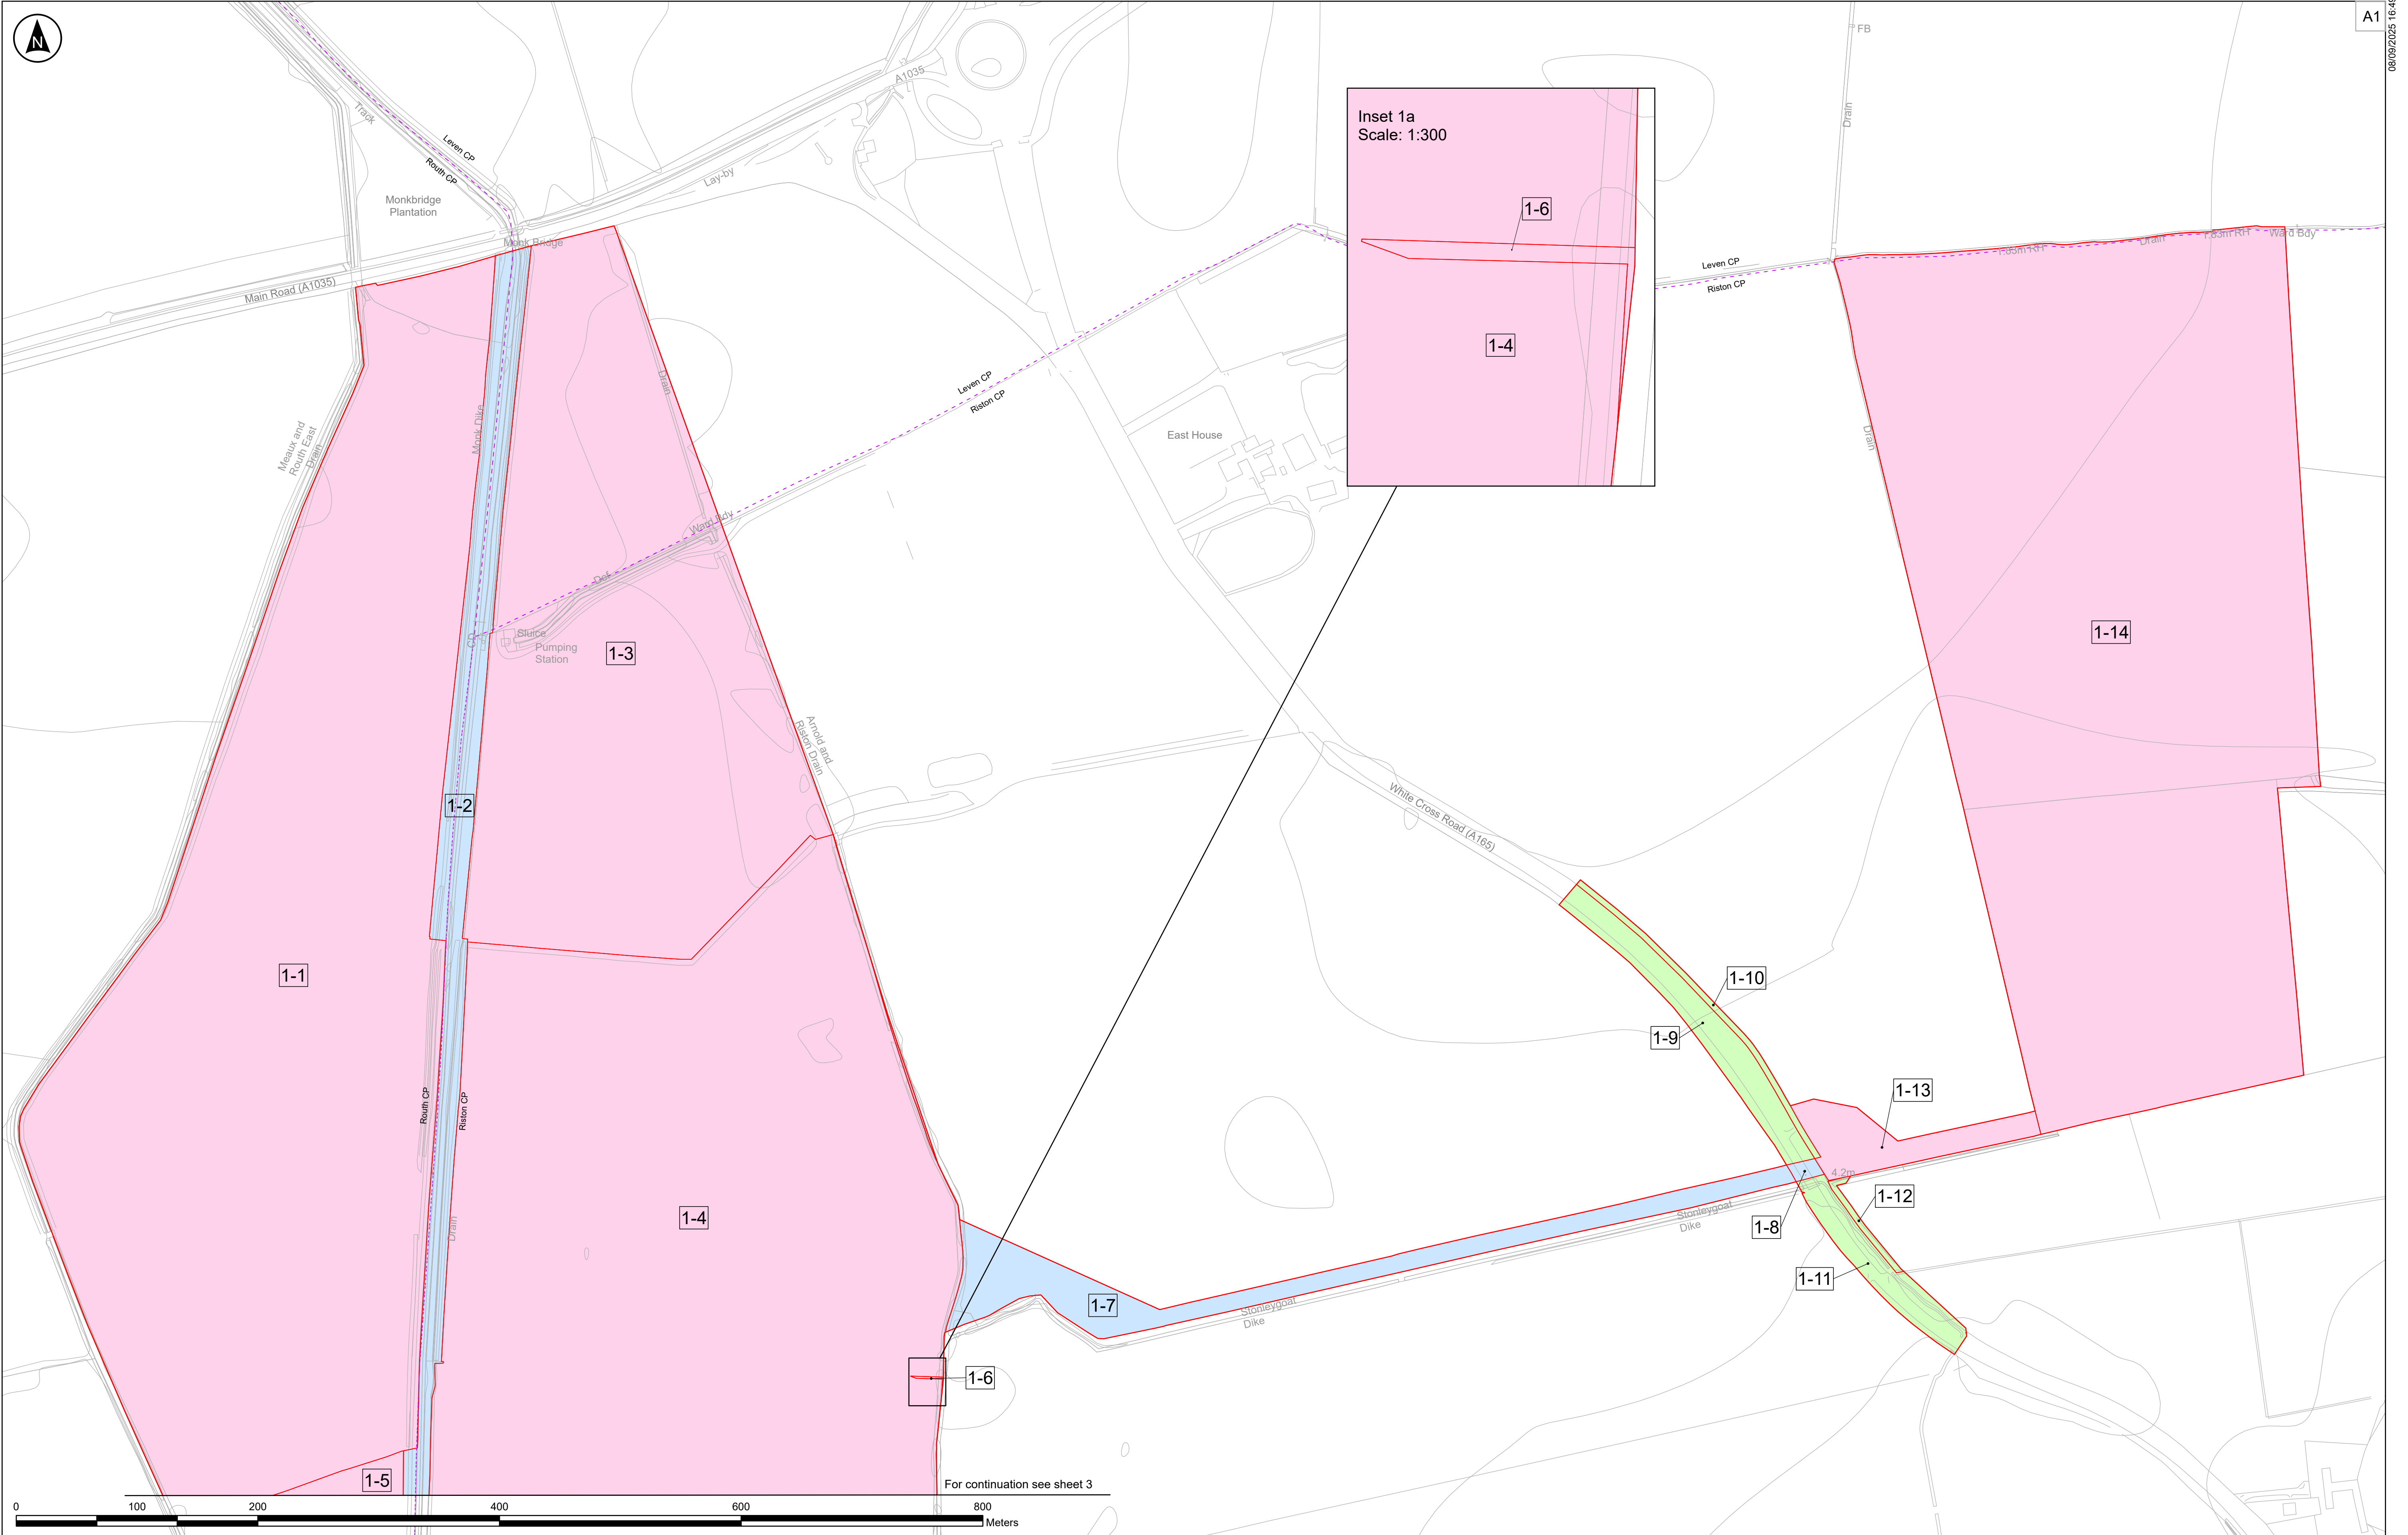 N
A1
08/09/2025 16:49
FB
A1035
Track
Leven CP
Routh CP
Drain
Inset 1a
Scale: 1:300
Lay-by
Monkbridge
Plantation
1-6
Monk Bridge
Ward Bdy
Drain
Leven CP
Riston CP
Main Road (A1035)
1-4
Drain
Monk Dike
Leven CP
Riston CP
Meaux and
Routh East
Drain
East House
Drain
Ward Bdy
Def
CD
Sluice
Pumping
Station
1-3
1-14
Arnold and
Riston Drain
1-2
White Cross Road (A165)
1-1
1-10
1-9
Routh CP
Riston CP
1-13
4.2m
1-12
Drain
1-4
Stonleygoat
Dike
1-8
1-11
1-7
Stonleygoat
Dike
1-6
1-5
For continuation see sheet 3
0 100 200 400 600 800
Meters